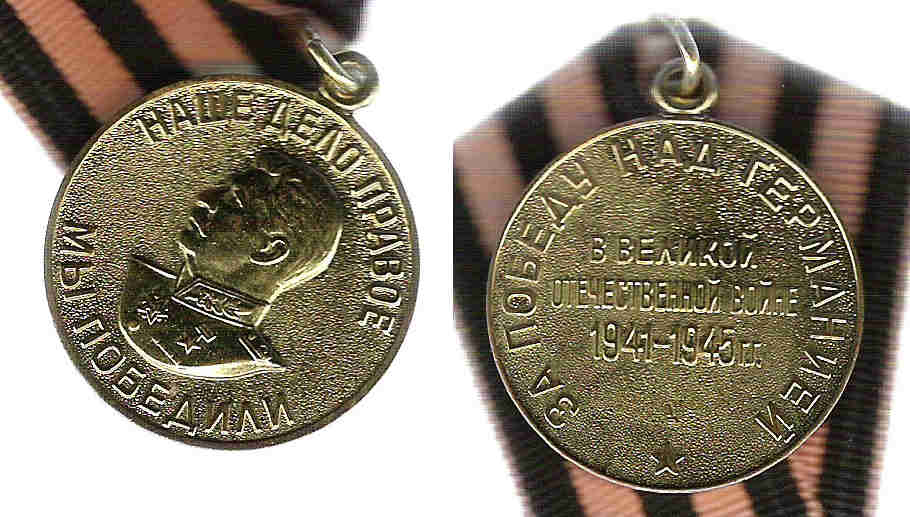 НАШЕ ДЕЛО ПРАВОЕ
МЫ ПОБЕДИЛИ
ЗА ПОБЕДУ НАД ГЕРМАНИЕЙ
В ВЕЛИКОЙ
ОТЕЧЕСТВЕННОЙ ВОЙНЕ
1941-1945 гг.